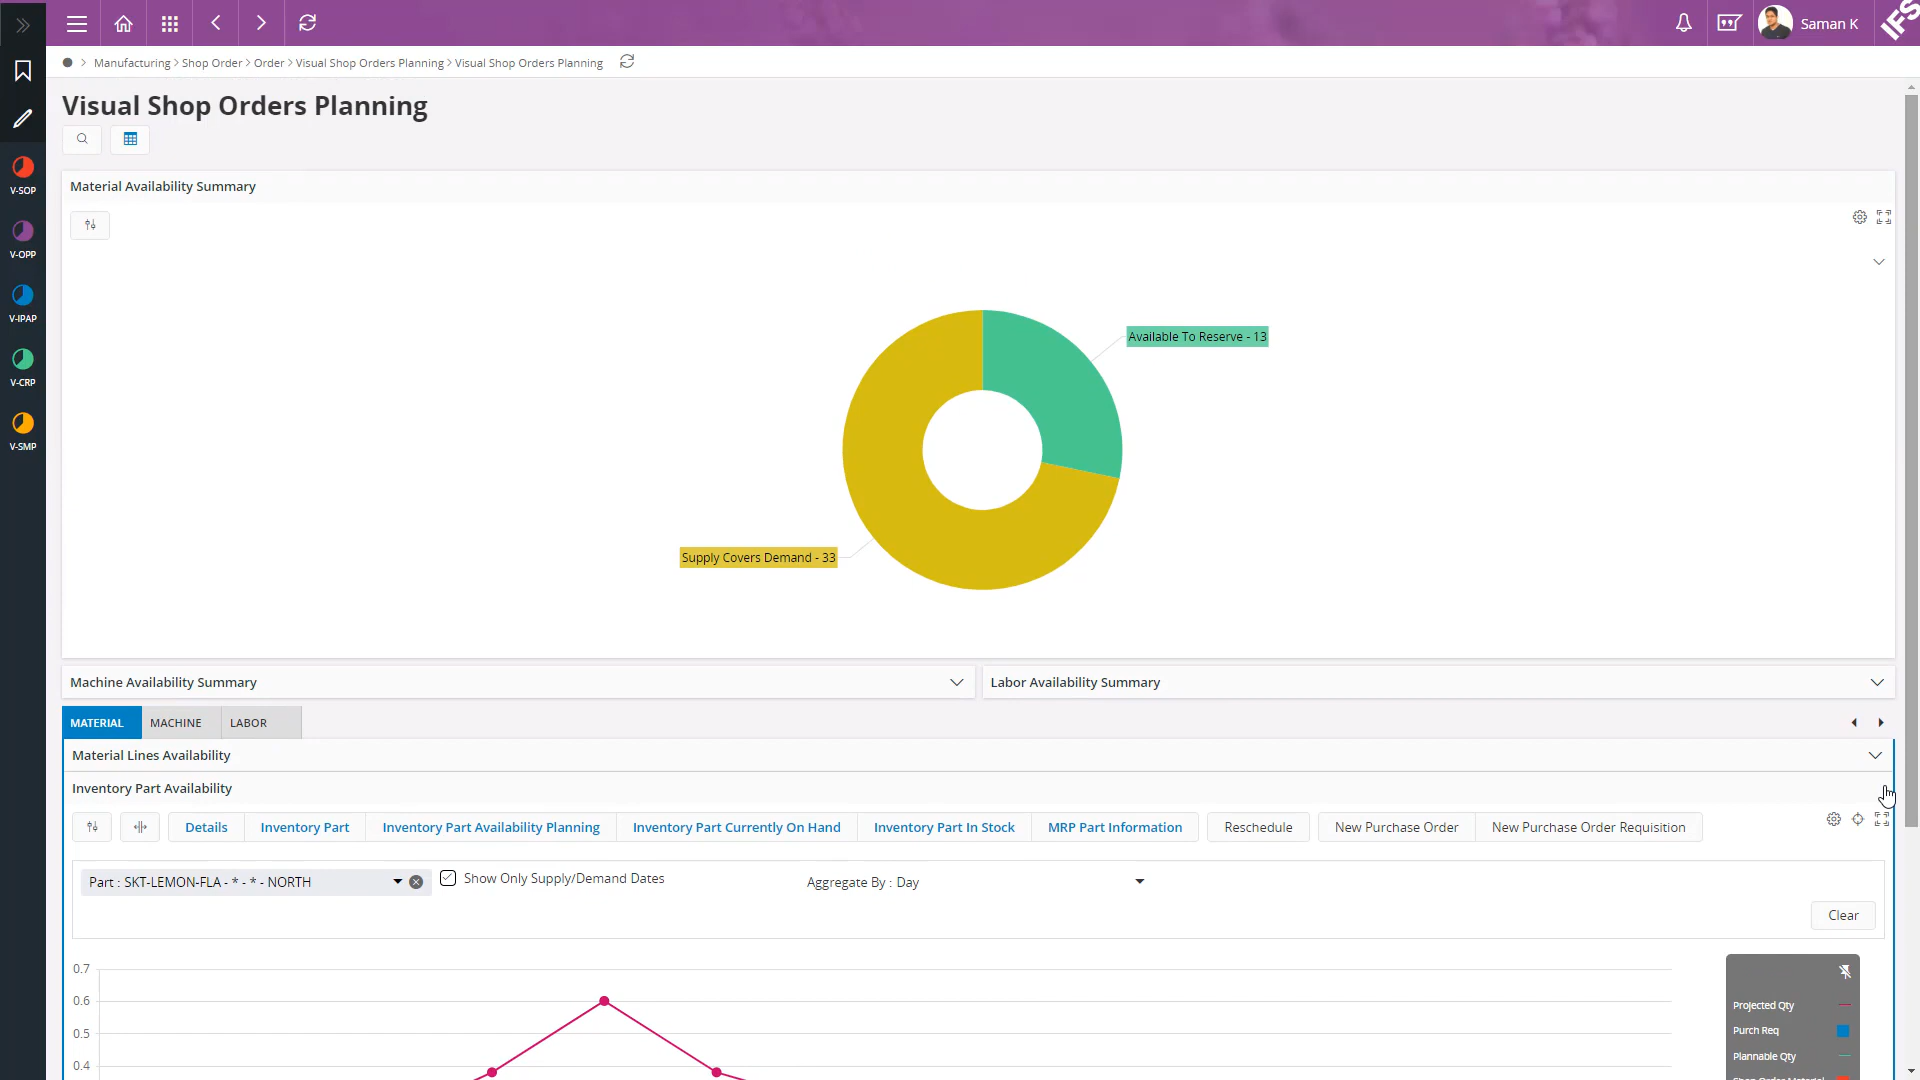 Saman K
IFS
Manufacturing > Shop Order > Order > Visual Shop Orders Planning > Visual Shop Orders Planning
Visual Shop Orders Planning
V-SOP
V-OPP
V-IPAP
V-CRP
V-SMP
Material Availability Summary
Available To Reserve - 13
Supply Covers Demand - 33
Machine Availability Summary
Labor Availability Summary
MATERIAL MACHINE LABOR
Material Lines Availability
Inventory Part Availability
Details Inventory Part Inventory Part Availability Planning Inventory Part Currently On Hand Inventory Part In Stock MRP Part Information Reschedule New Purchase Order New Purchase Order Requisition
Part : SKT-LEMON-FLA - * - * - NORTH Show Only Supply/Demand Dates Aggregate By : Day
Clear
0.7
0.6
0.5
0.4
Projected Qty
Purch Req
Plannable Qty
Shop Order Material